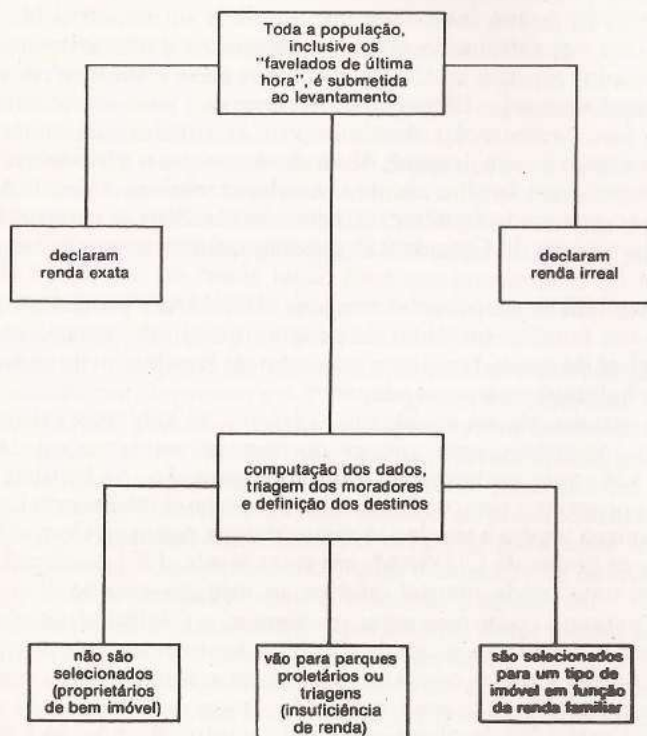 Toda a população,
inclusive os
"favelados de última
hora", é submetida
ao levantamento
declaram
renda exata
declaram
renda irreal
computação dos dados,
triagem dos moradores
e definição dos destinos
não são
selecionados
(proprietários
de bem imóvel)
vão para parques
proletários ou
triagens
(insuficiência
de renda)
são selecionados
para um tipo de
imóvel em função
da renda familiar